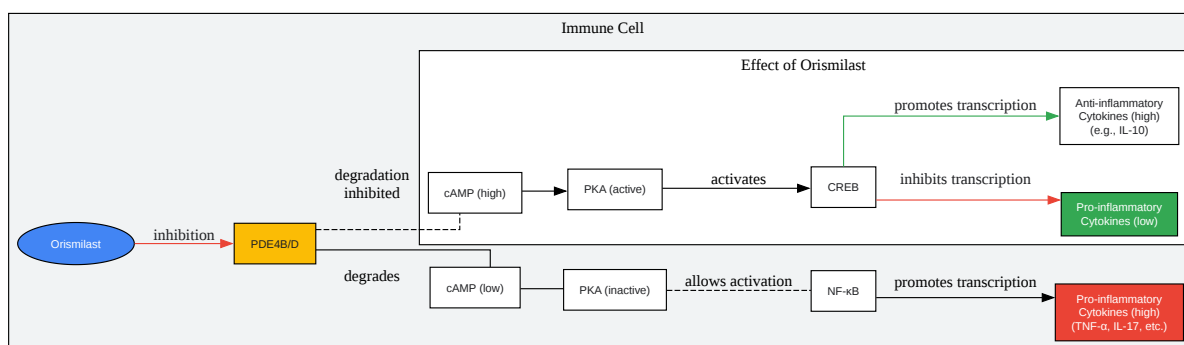 Immune Cell
Effect of Orismilast
promotes transcription
Anti-inflammatory
Cytokines (high)
(e.g., IL-10)
degradation
inhibited
cAMP (high)
PKA (active)
activates
CREB
inhibits transcription
Pro-inflammatory
Cytokines (low)
Orismilast
inhibition
PDE4B/D
degrades
cAMP (low)
PKA (inactive)
allows activation
NF-κB
promotes transcription
Pro-inflammatory
Cytokines (high)
(TNF-α, IL-17, etc.)